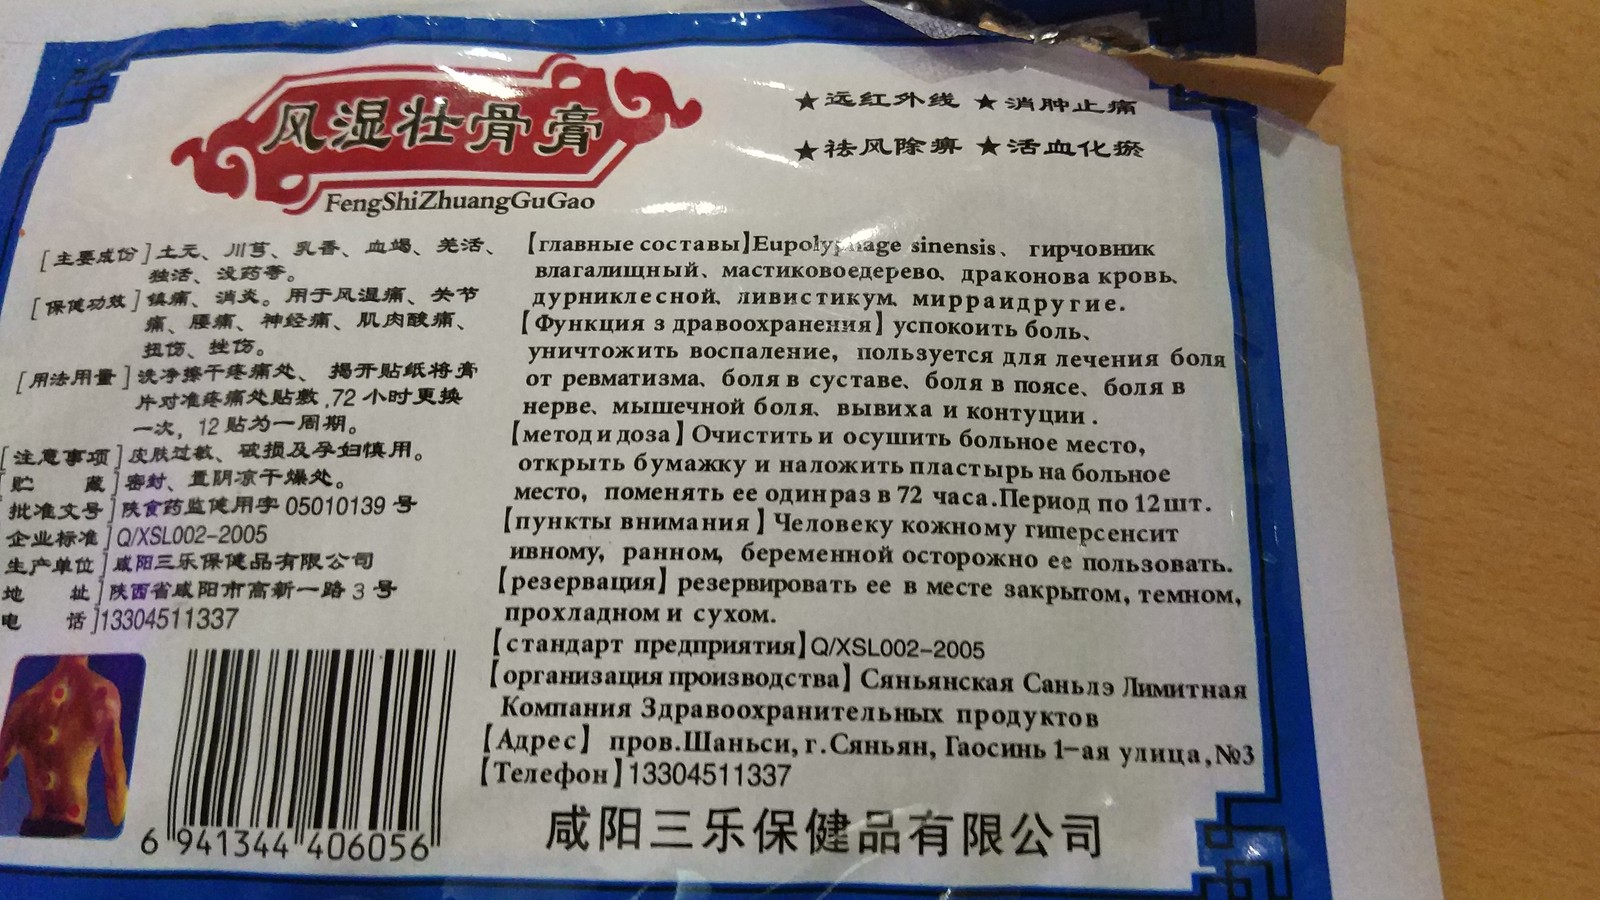 风湿壮骨膏
FengShiZhuangGuGao
★远红外线 ★消肿止痛
★祛风除痹 ★活血化瘀
[主要成份]土元、川芎、乳香、血竭、羌活、
独活、没药等。
[保健功效]镇痛、消炎。用于风湿痛、关节
痛、腰痛、神经痛、肌肉酸痛、
扭伤、挫伤。
[用法用量]洗净擦干疼痛处、揭开贴纸将膏
片对准疼痛处贴敷,72小时更换
一次，12贴为一周期。
[注意事项]皮肤过敏、破损及孕妇慎用。
贮 藏]密封、置阴凉干燥处。
批准文号]陕食药监健用字05010139号
企业标准]Q/XSL002-2005
生产单位]咸阳三乐保健品有限公司
地 址]陕西省咸阳市高新一路3号
电 话]13304511337
【главные составы】Eupolyphage sinensis、гирчовник
влагалищный、мастиковоедерево、драконова кровь、
дурниклесной、ливистикум、мирраидругие.
【Функция здравоохранения】успокоить боль、
уничтожить воспаление，пользуется для лечения боля
от ревматизма、боля в суставе、боля в поясе、боля в
нерве、мышечной боля、вывиха и контуции.
【метод и доза】Очистить и осушить больное место，
открыть бумажку и наложить пластырь на больное
место，поменять ее один раз в 72 часа.Период по 12шт.
【пункты внимания】Человеку кожному гиперсенсит
ивному，ранном，беременной осторожно ее пользовать.
【резервация】резервировать ее в месте закрытом,темном,
прохладном и сухом.
【стандарт предприятия】Q/XSL002-2005
【организация производства】Сяньянская Саньлэ Лимитная
Компания Здравоохранительных продуктов
【Адрес】пров.Шаньси,г.Сяньян,Гаосинь 1-ая улица,№3
【Телефон】13304511337
6 941344 406056
咸阳三乐保健品有限公司